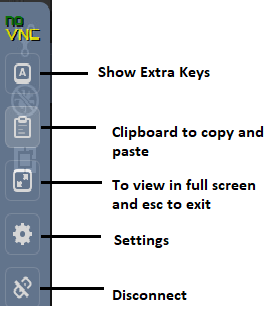 no
VNC
A
Show Extra Keys
Clipboard to copy and
paste
To view in full screen
and esc to exit
Settings
Disconnect